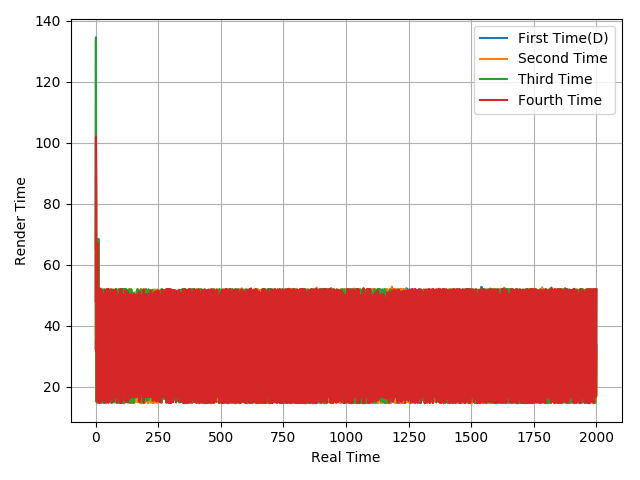 140
120
100
80
60
40
20
Render Time
First Time(D)
Second Time
Third Time
Fourth Time
0 250 500 750 1000 1250 1500 1750 2000
Real Time